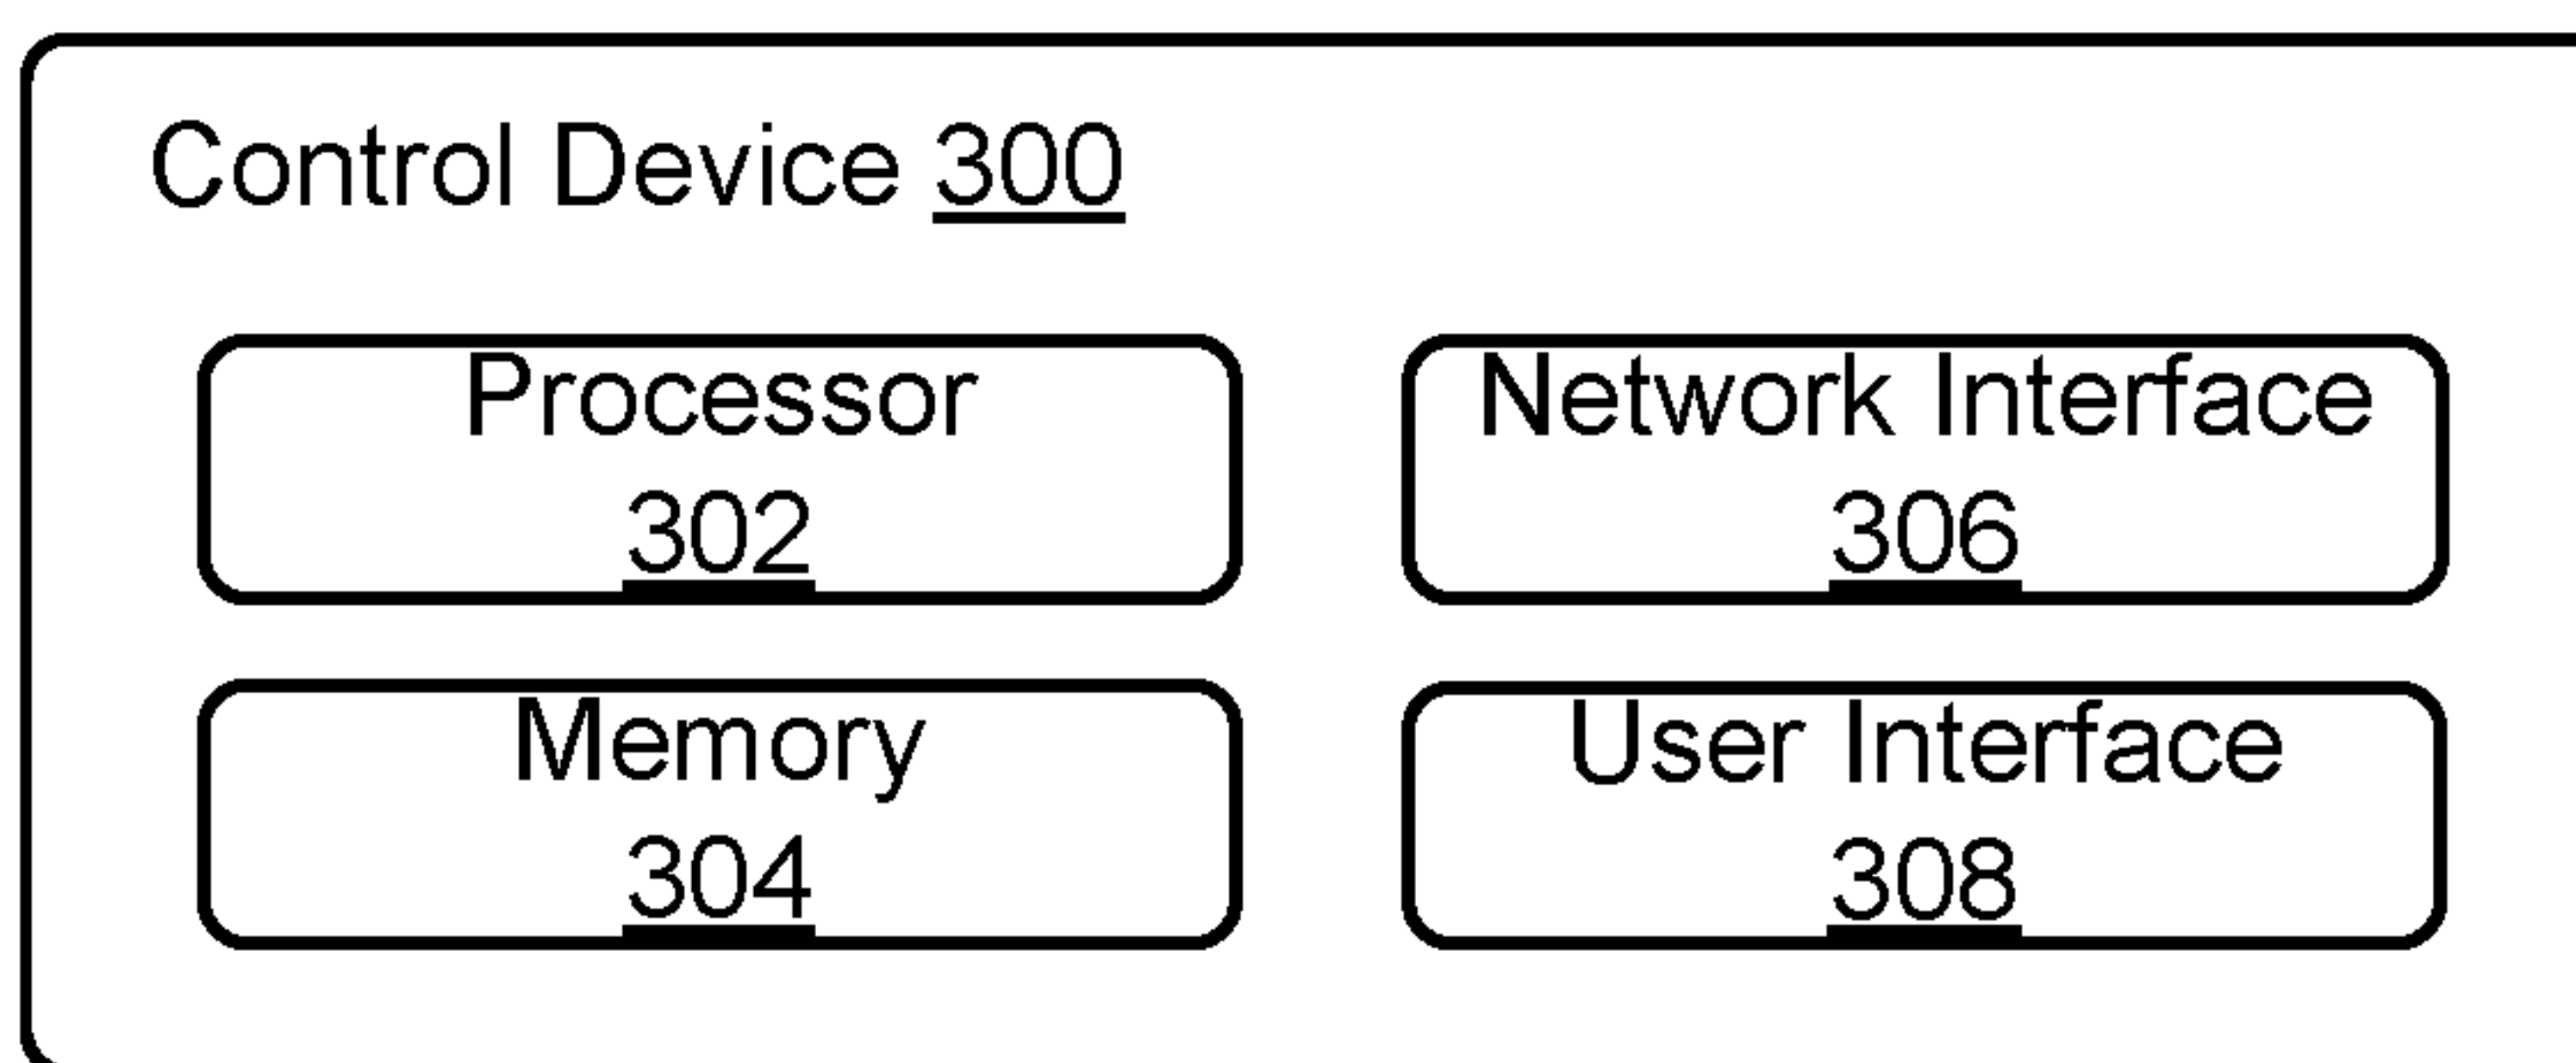 Control Device 300
Processor
302
Network Interface
306
Memory
304
User Interface
308